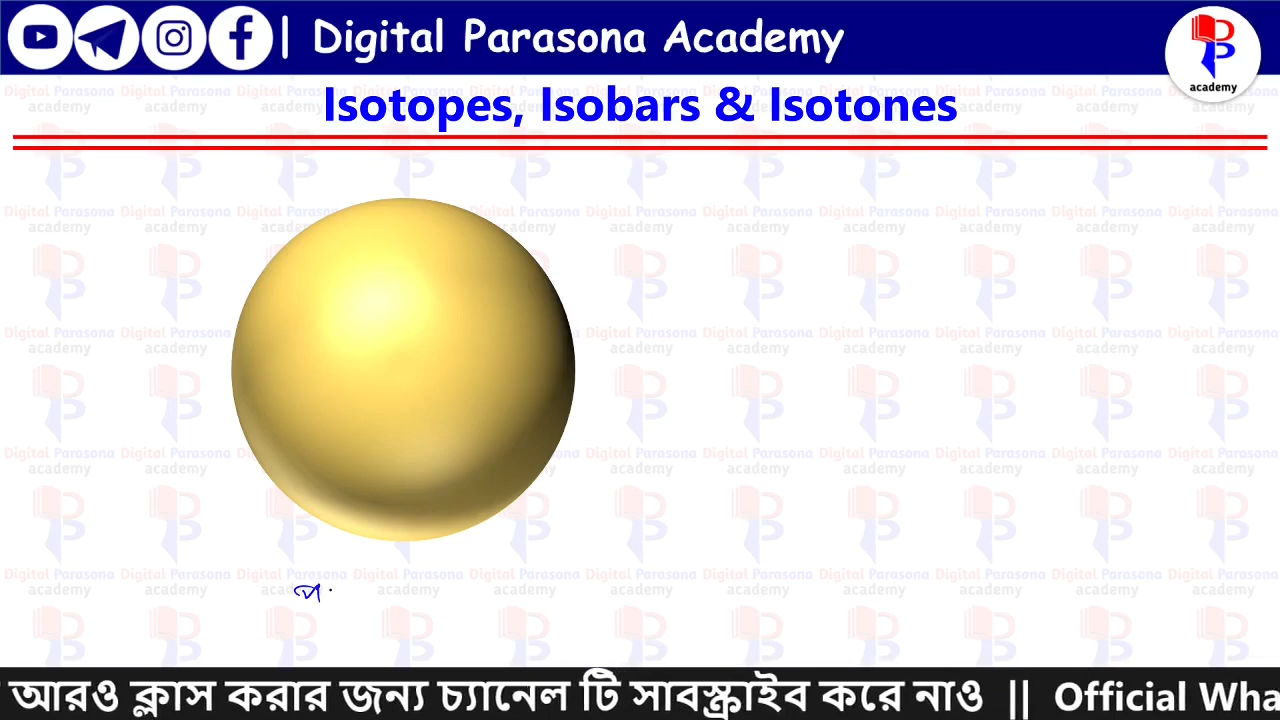 | Digital Parasona Academy
academy
Isotopes, Isobars & Isotones
আরও ক্লাস করার জন্য চ্যানেল টি সাবস্ক্রাইব করে নাও || Official Wha